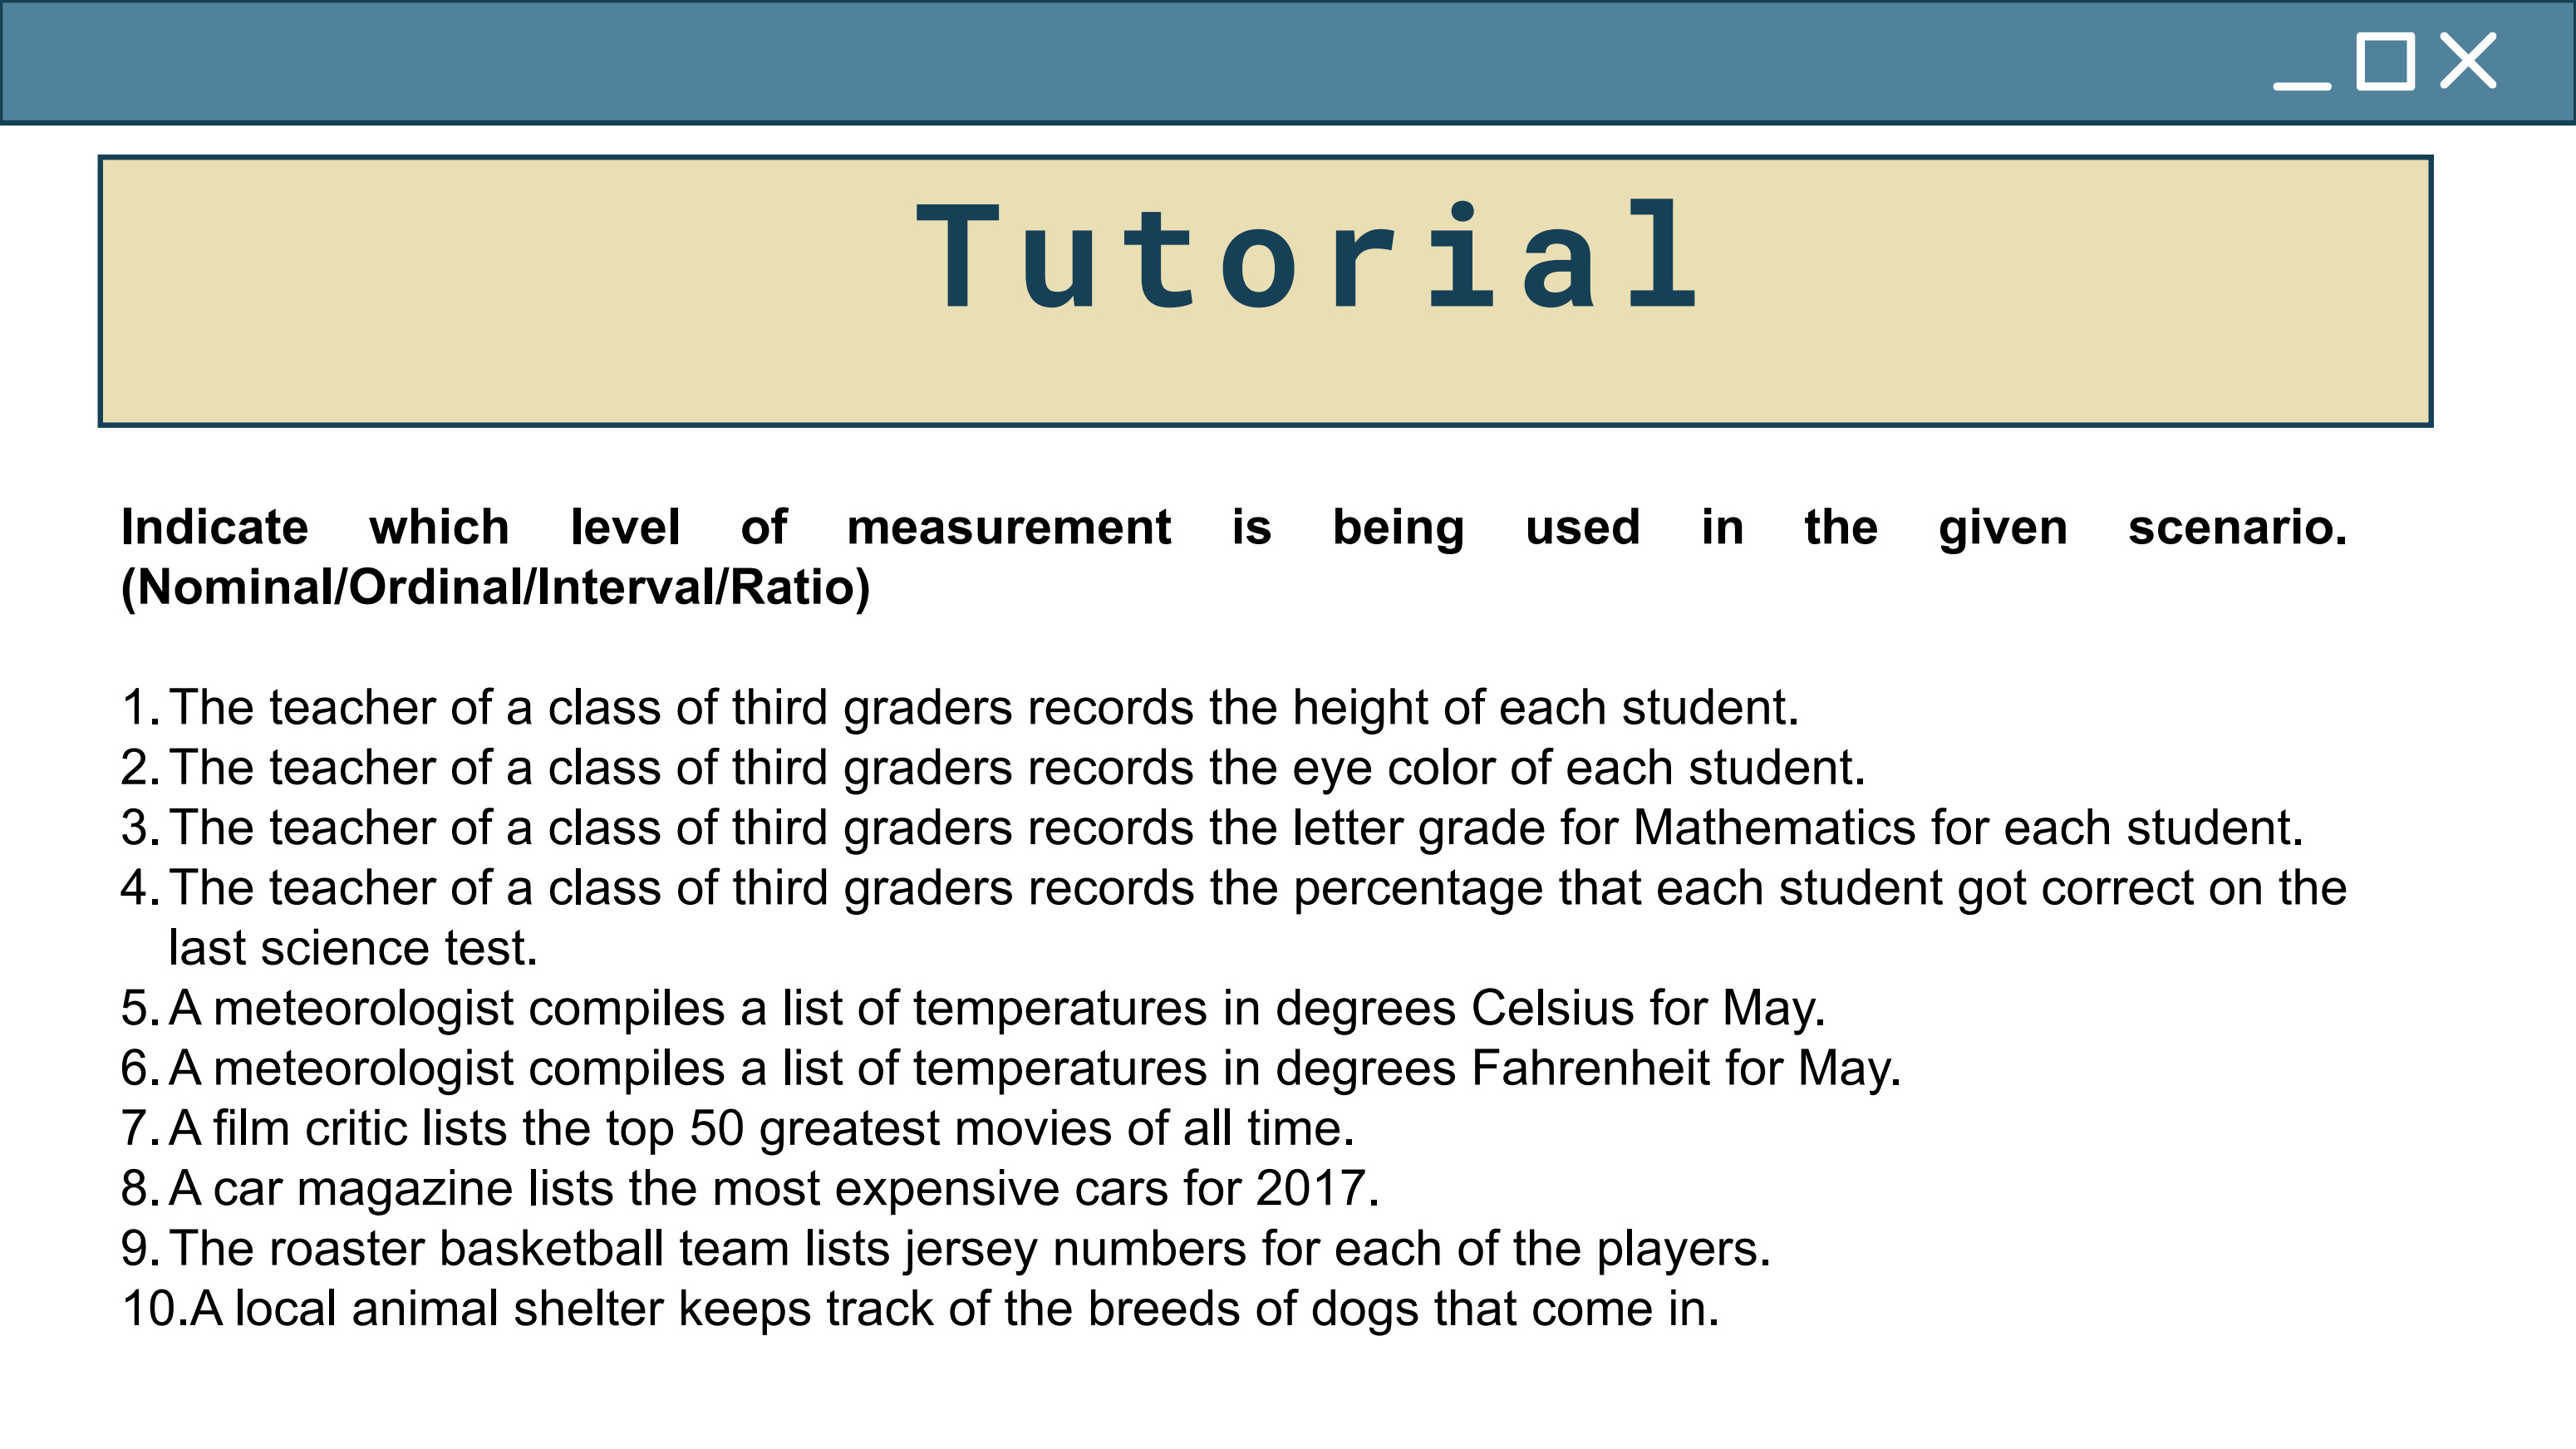 Tutorial
Indicate which level of measurement is being used in the given scenario.
(Nominal/Ordinal/Interval/Ratio)
1. The teacher of a class of third graders records the height of each student.
2. The teacher of a class of third graders records the eye color of each student.
3. The teacher of a class of third graders records the letter grade for Mathematics for each student.
4. The teacher of a class of third graders records the percentage that each student got correct on the
last science test.
5. A meteorologist compiles a list of temperatures in degrees Celsius for May.
6. A meteorologist compiles a list of temperatures in degrees Fahrenheit for May.
7. A film critic lists the top 50 greatest movies of all time.
8. A car magazine lists the most expensive cars for 2017.
9. The roaster basketball team lists jersey numbers for each of the players.
10.A local animal shelter keeps track of the breeds of dogs that come in.